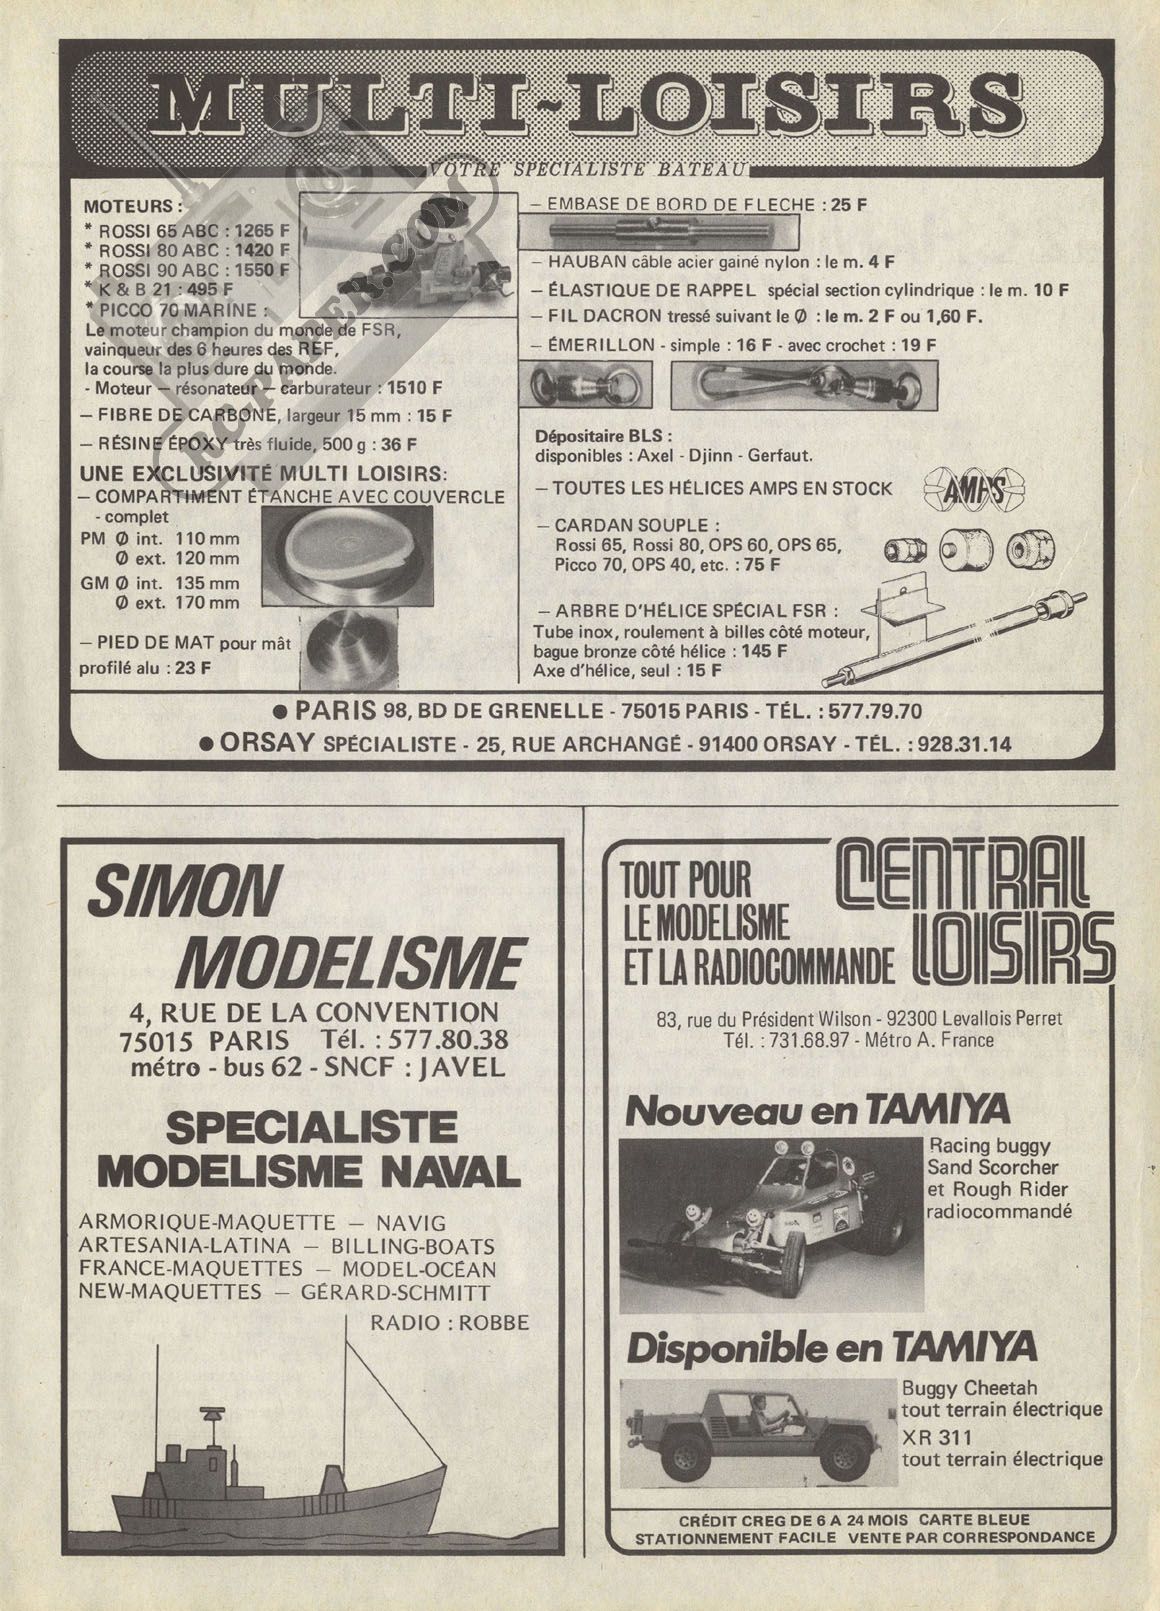 MULTI-LOISIRS
VOTRE SPECIALISTE BATEAU
MOTEURS :
* ROSSI 65 ABC : 1265 F
* ROSSI 80 ABC : 1420 F
* ROSSI 90 ABC : 1550 F
* K & B 21 : 495 F
* PICCO 70 MARINE :
Le moteur champion du monde de FSR,
vainqueur des 6 heures des REF,
la course la plus dure du monde.
- Moteur — résonateur — carburateur : 1510 F
— FIBRE DE CARBONE, largeur 15 mm : 15 F
— RÉSINE ÉPOXY très fluide, 500 g : 36 F
UNE EXCLUSIVITÉ MULTI LOISIRS:
— COMPARTIMENT ÉTANCHE AVEC COUVERCLE
- complet
PM Ø int. 110 mm
Ø ext. 120 mm
GM Ø int. 135 mm
Ø ext. 170 mm
— PIED DE MAT pour mât
profilé alu : 23 F
— EMBASE DE BORD DE FLECHE : 25 F
— HAUBAN câble acier gainé nylon : le m. 4 F
— ÉLASTIQUE DE RAPPEL spécial section cylindrique : le m. 10 F
— FIL DACRON tressé suivant le Ø : le m. 2 F ou 1,60 F.
— ÉMERILLON - simple : 16 F - avec crochet : 19 F
Dépositaire BLS :
disponibles : Axel - Djinn - Gerfaut.
— TOUTES LES HÉLICES AMPS EN STOCK
AMPS
— CARDAN SOUPLE :
Rossi 65, Rossi 80, OPS 60, OPS 65,
Picco 70, OPS 40, etc. : 75 F
— ARBRE D'HÉLICE SPÉCIAL FSR :
Tube inox, roulement à billes côté moteur,
bague bronze côté hélice : 145 F
Axe d'hélice, seul : 15 F
● PARIS 98, BD DE GRENELLE - 75015 PARIS - TÉL. : 577.79.70
● ORSAY SPÉCIALISTE - 25, RUE ARCHANGÉ - 91400 ORSAY - TÉL. : 928.31.14
RC-PAPER.COM
SIMON
MODELISME
4, RUE DE LA CONVENTION
75015 PARIS Tél. : 577.80.38
métro - bus 62 - SNCF : JAVEL
SPECIALISTE
MODELISME NAVAL
ARMORIQUE-MAQUETTE — NAVIG
ARTESANIA-LATINA — BILLING-BOATS
FRANCE-MAQUETTES — MODEL-OCÉAN
NEW-MAQUETTES — GÉRARD-SCHMITT
RADIO : ROBBE
TOUT POUR
LE MODELISME
ET LA RADIOCOMMANDE
CENTRAL
LOISIRS
83, rue du Président Wilson - 92300 Levallois Perret
Tél. : 731.68.97 - Métro A. France
Nouveau en TAMIYA
Racing buggy
Sand Scorcher
et Rough Rider
radiocommandé
Disponible en TAMIYA
Buggy Cheetah
tout terrain électrique
XR 311
tout terrain électrique
CRÉDIT CREG DE 6 A 24 MOIS CARTE BLEUE
STATIONNEMENT FACILE VENTE PAR CORRESPONDANCE